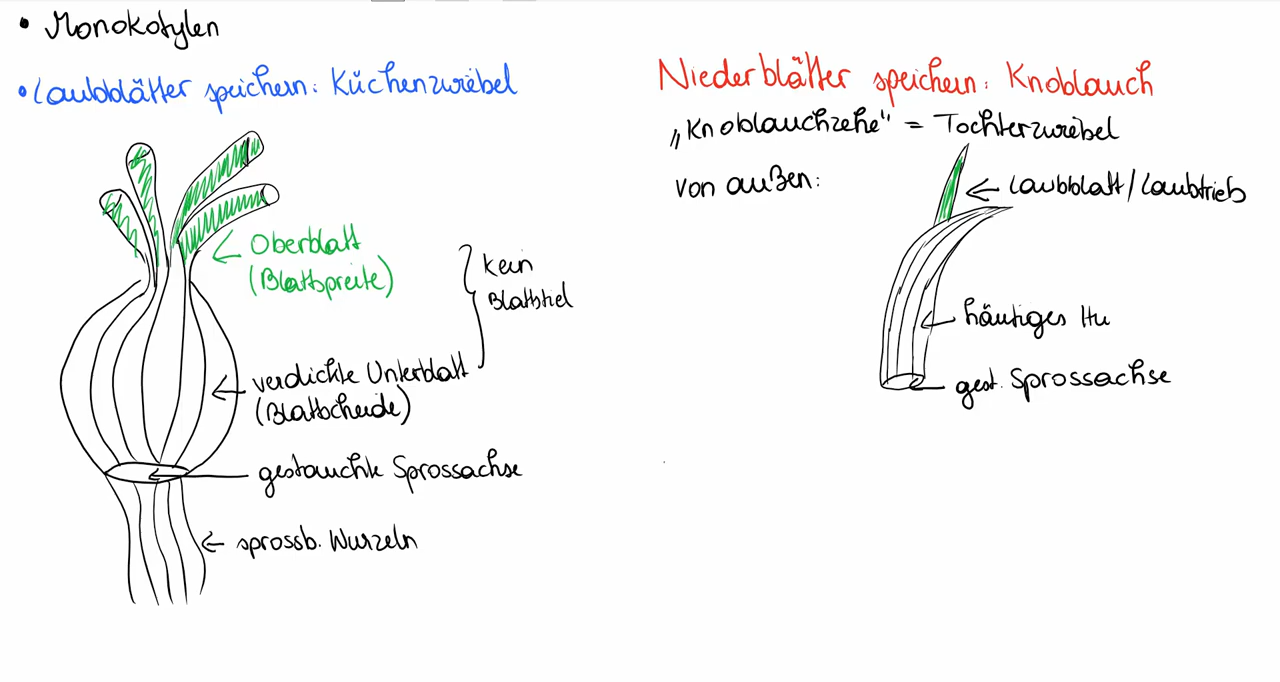 • Monokotylen
• Laubblätter speichern: Küchenzwiebel
Oberblatt
(Blattspreite)
kein
Blattstiel
verdickte Unterblatt
(Blattscheide)
gestauchte Sprossachse
sprossb. Wurzeln
Niederblätter speichern: Knoblauch
„Knoblauchzehe" = Tochterzwiebel
von außen:
Laubblatt/Laubtrieb
häutiges Hu
gest. Sprossachse